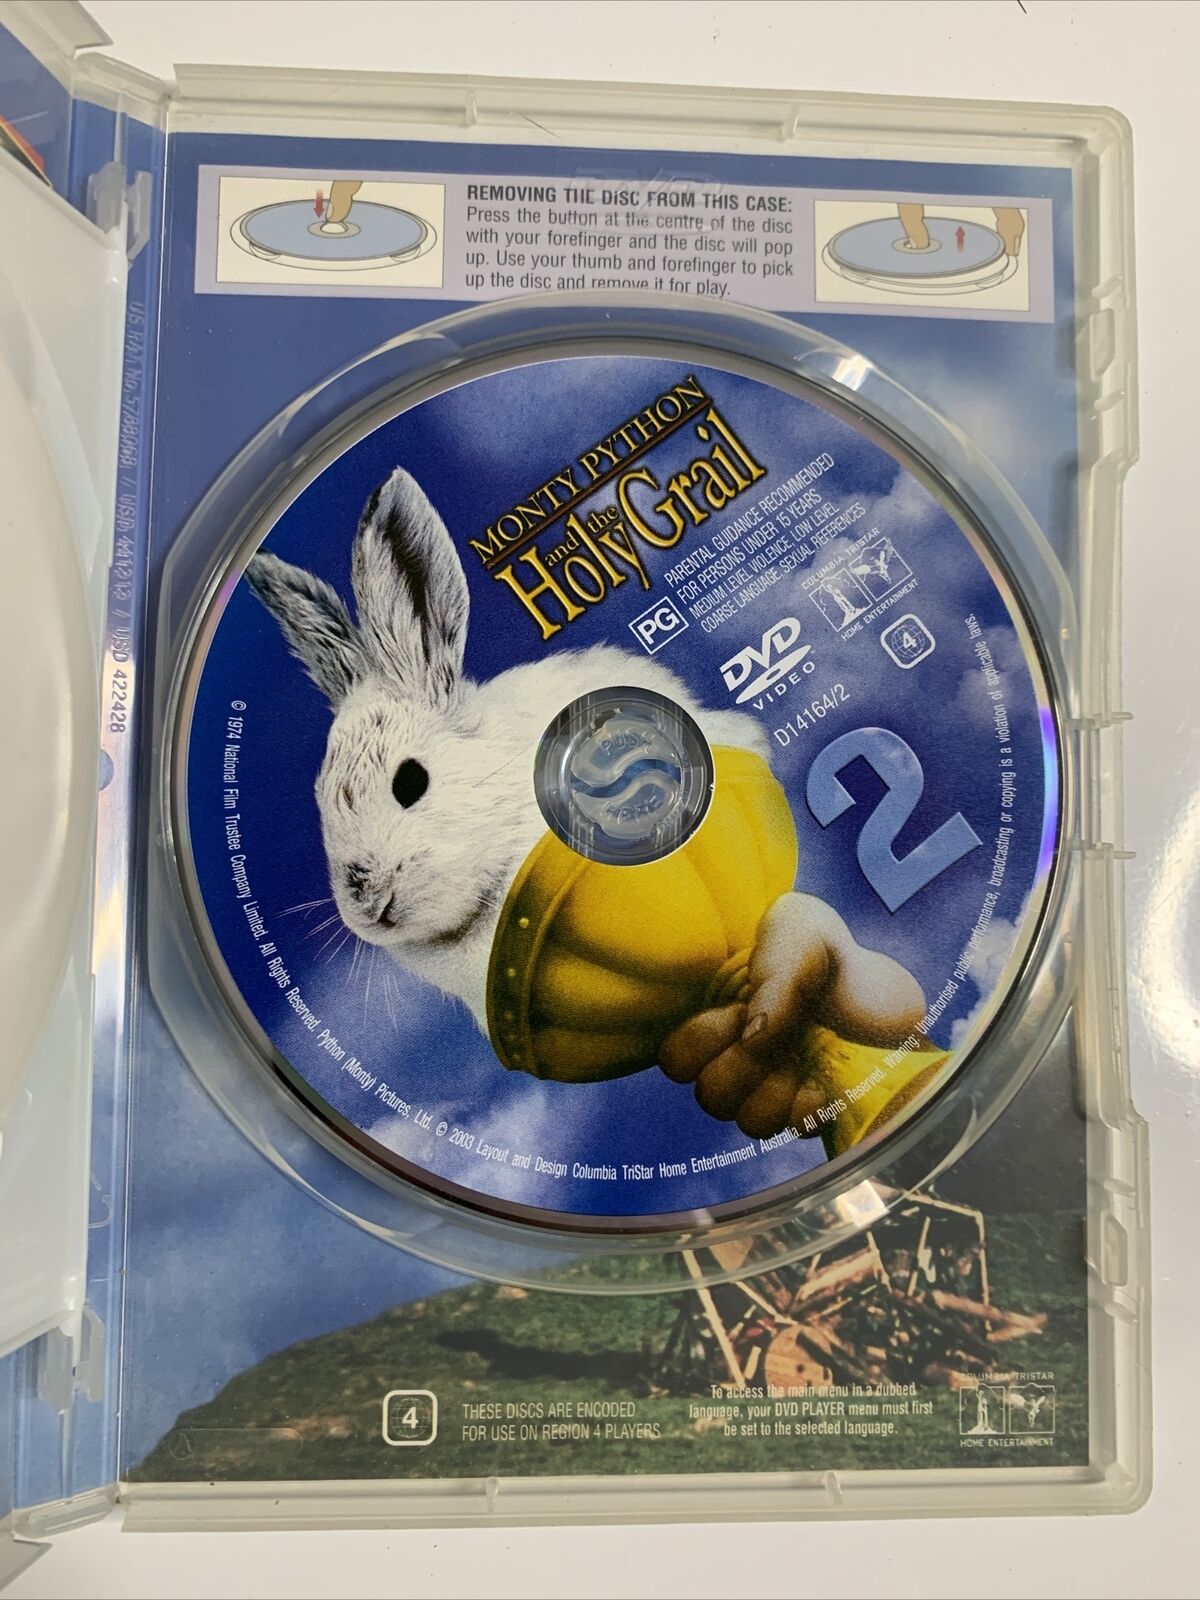 REMOVING THE DISC FROM THIS CASE:
Press the button at the centre of the disc
with your forefinger and the disc will pop
up. Use your thumb and forefinger to pick
up the disc and remove it for play.
MONTY PYTHON
and the
Holy Grail
PG
PARENTAL GUIDANCE RECOMMENDED
FOR PERSONS UNDER 15 YEARS
MEDIUM LEVEL VIOLENCE, LOW LEVEL
COARSE LANGUAGE, SEXUAL REFERENCES
COLUMBIA TRISTAR
HOME ENTERTAINMENT
DVD
VIDEO
4
D14164/2
2
PUSH
© 1974 National Film Trustee Company Limited. All Rights Reserved. Python (Monty) Pictures, Ltd. © 2003 Layout and Design Columbia TriStar Home Entertainment Australia. All Rights Reserved. Warning: Unauthorised public performance, broadcasting or copying is a violation of applicable laws.
USD 422428
4
THESE DISCS ARE ENCODED
FOR USE ON REGION 4 PLAYERS
To access the main menu in a dubbed
language, your DVD PLAYER menu must first
be set to the selected language.
COLUMBIA TRISTAR
HOME ENTERTAINMENT